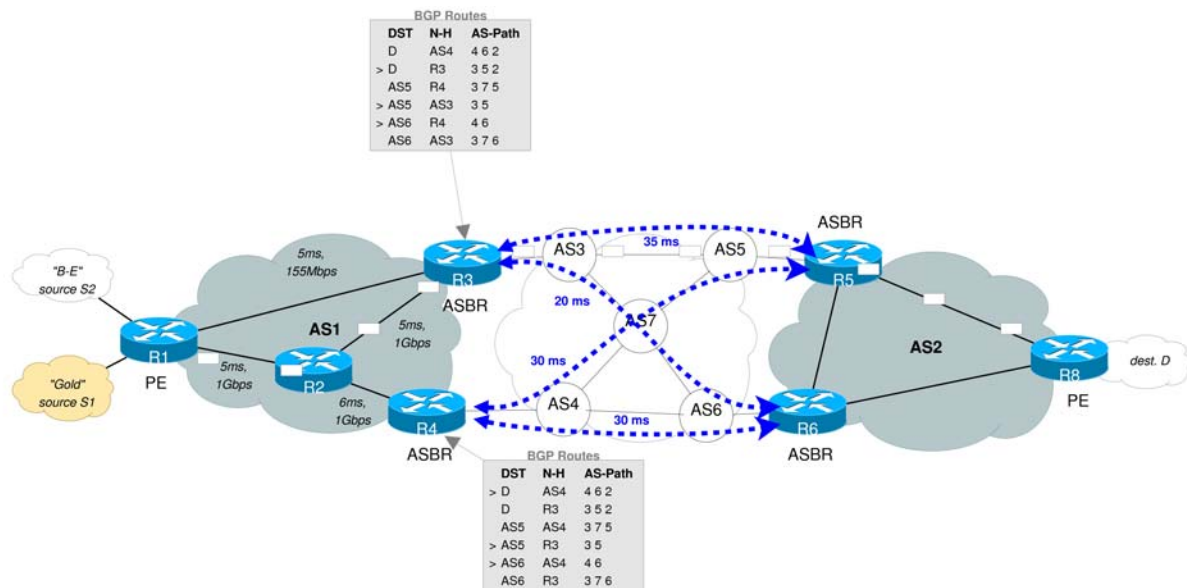 BGP Routes
DST N-H AS-Path
D AS4 4 6 2
> D R3 3 5 2
AS5 R4 3 7 5
> AS5 AS3 3 5
> AS6 R4 4 6
AS6 AS3 3 7 6
ASBR
AS3
35 ms
AS5
R3
R5
5ms,
155Mbps
"B-E"
source S2
ASBR
20 ms
AS7
AS1
5ms,
1Gbps
AS2
R1
PE
R2
5ms,
1Gbps
30 ms
R8
dest. D
PE
"Gold"
source S1
6ms,
1Gbps
R4
AS4
AS6
30 ms
R6
ASBR
ASBR
BGP Routes
DST N-H AS-Path
> D AS4 4 6 2
D R3 3 5 2
AS5 AS4 3 7 5
> AS5 R3 3 5
> AS6 AS4 4 6
AS6 R3 3 7 6